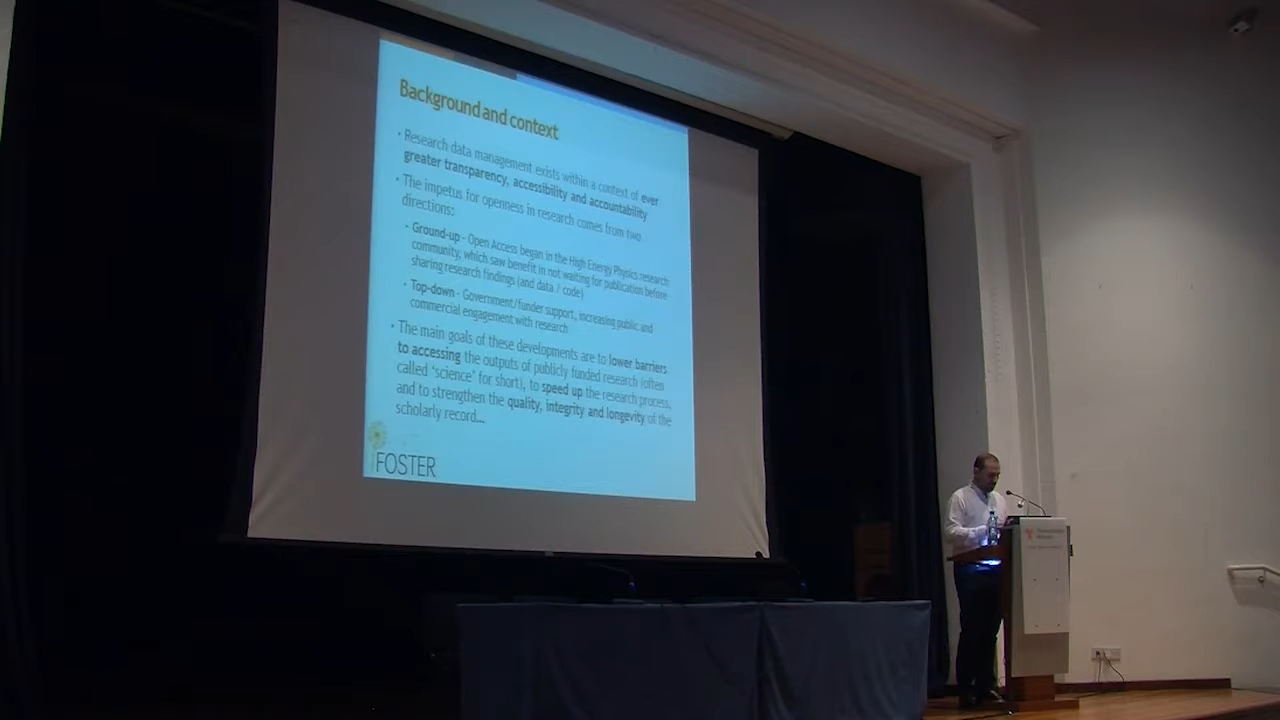 Background and context
• Research data management exists within a context of ever
greater transparency, accessibility and accountability
• The impetus for openness in research comes from two
directions:
• Ground-up - Open Access began in the High Energy Physics research
community, which saw benefit in not waiting for publication before
sharing research findings (and data / code)
• Top-down - Government/funder support, increasing public and
commercial engagement with research
• The main goals of these developments are to lower barriers
to accessing the outputs of publicly funded research (often
called ‘science’ for short), to speed up the research process,
and to strengthen the quality, integrity and longevity of the
scholarly record...
FOSTER